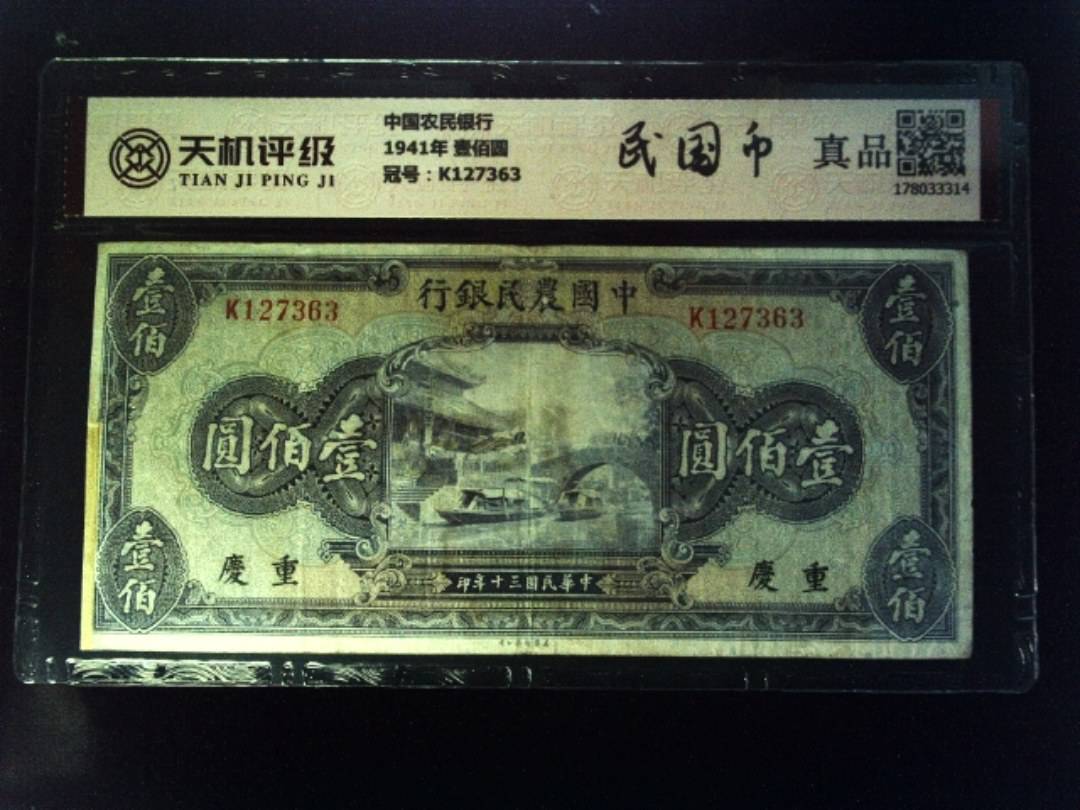 天机评级
TIAN JI PING JI
中国农民银行
1941年 壹佰圆
冠号：K127363
民国币
真品
178033314
行銀民農國中
K127363
K127363
壹佰
壹佰
圓佰壹
圓佰壹
壹佰
壹佰
慶重
慶重
印年十三國民華中